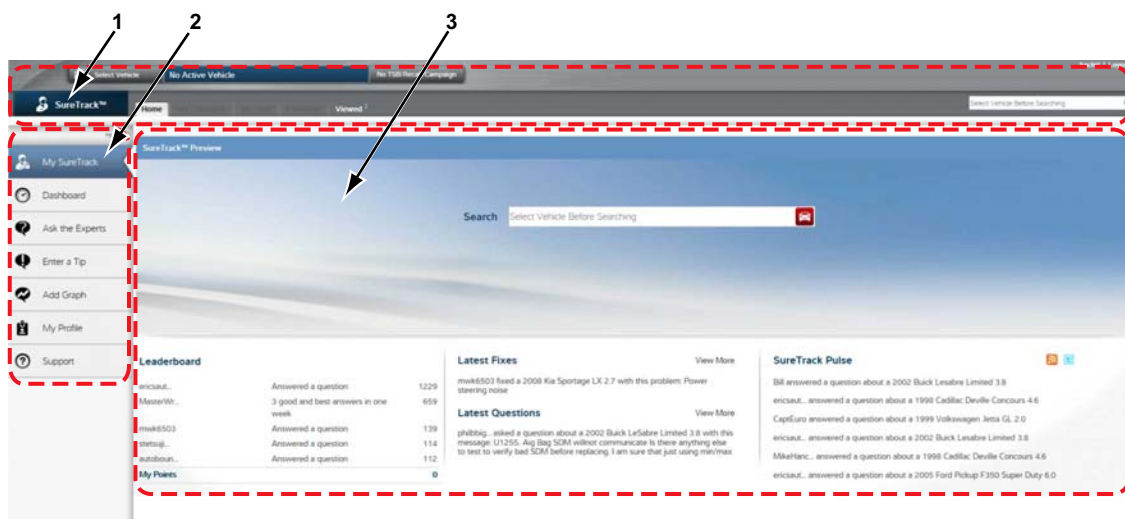 1 2 3
Select Vehicle No Active Vehicle No TSB/Recall/Campaign
SureTrack™ Home Viewed 2 Select Vehicle Before Searching
SureTrack™ Preview
My SureTrack
Dashboard
Ask the Experts
Enter a Tip
Add Graph
My Profile
Support
Search Select Vehicle Before Searching
Leaderboard
ericsaut... Answered a question 1229
MasterWr... 3 good and best answers in one 659
week
mwk6503 Answered a question 139
stetsuji... Answered a question 114
autoboun... Answered a question 112
My Points 0
Latest Fixes View More
mwk6503 fixed a 2008 Kia Sportage LX 2.7 with this problem: Power
steering noise
Latest Questions View More
philbbig... asked a question about a 2002 Buick LeSabre Limited 3.8 with this
message: U1255. Aig Bag SDM willnot communicate Is there anything else
to test to verify bad SDM before replacing. I am sure that just using min/max
SureTrack Pulse
Bill answered a question about a 2002 Buick Lesabre Limited 3.8
ericsaut... answered a question about a 1998 Cadillac Deville Concours 4.6
CaptEuro answered a question about a 1999 Volkswagen Jetta GL 2.0
ericsaut... answered a question about a 2002 Buick Lesabre Limited 3.8
MikeHanc... answered a question about a 1998 Cadillac Deville Concours 4.6
ericsaut... answered a question about a 2005 Ford Pickup F350 Super Duty 6.0